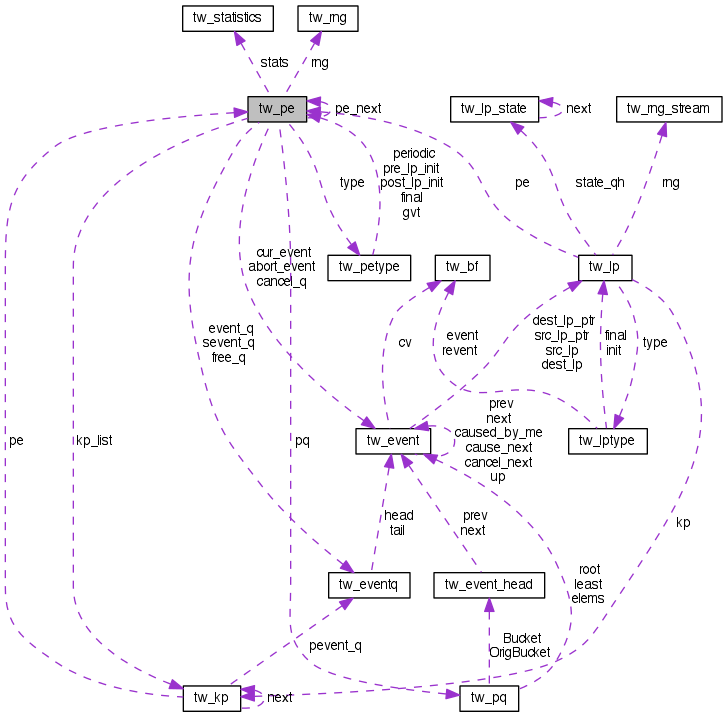 tw_statistics
tw_rng
stats
rng
tw_pe
pe_next
tw_lp_state
next
tw_rng_stream
periodic
pre_lp_init
post_lp_init
final
gvt
type
pe
state_qh
rng
cur_event
abort_event
cancel_q
tw_petype
tw_bf
tw_lp
event_q
sevent_q
free_q
cv
event
revent
dest_lp_ptr
src_lp_ptr
src_lp
dest_lp
final
init
type
pe
kp_list
pq
tw_event
prev
next
caused_by_me
cause_next
cancel_next
up
tw_lptype
head
tail
prev
next
kp
tw_eventq
tw_event_head
root
least
elems
pevent_q
Bucket
OrigBucket
tw_kp
next
tw_pq